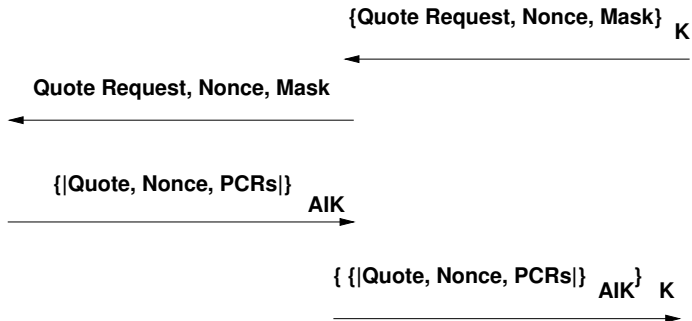 {Quote Request, Nonce, Mask} K
Quote Request, Nonce, Mask
{|Quote, Nonce, PCRs|} AIK
{ {|Quote, Nonce, PCRs|} AIK} K